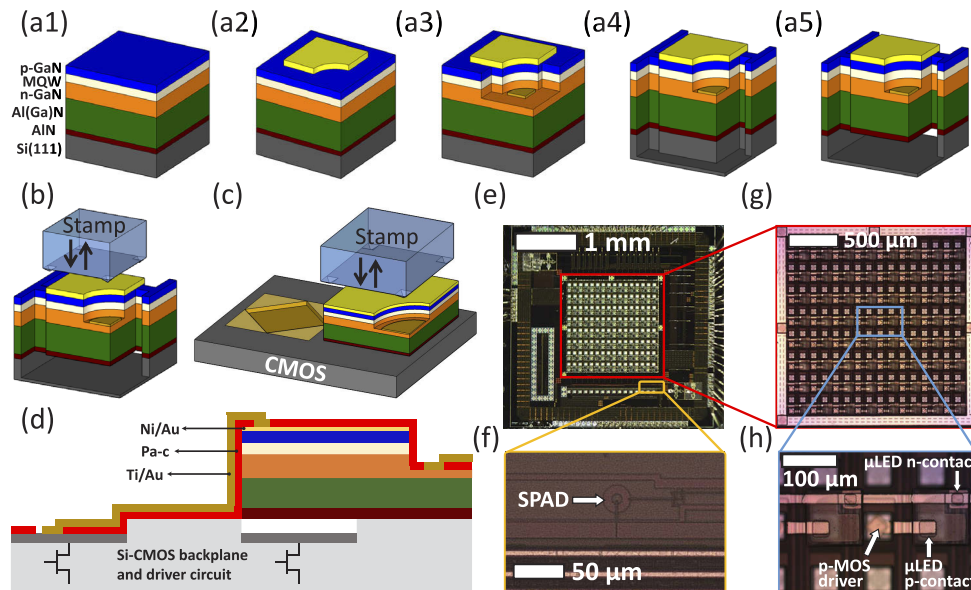 (a1)
(a2)
(a3)
(a4)
(a5)
p-GaN
MQW
n-GaN
Al(Ga)N
AlN
Si(111)
(b)
Stamp
(c)
Stamp
CMOS
(d)
Ni/Au
Pa-c
Ti/Au
Si-CMOS backplane
and driver circuit
(e)
1 mm
(g)
500 µm
(f)
SPAD
50 µm
(h)
µLED n-contact
100 µm
p-MOS
driver
µLED
p-contact